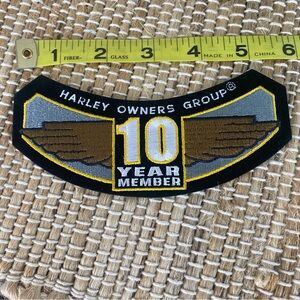 1 FIBER- 2 GLASS 3 4 MADE IN 5 CHINA 6
HARLEY OWNERS GROUP®
10
YEAR
MEMBER